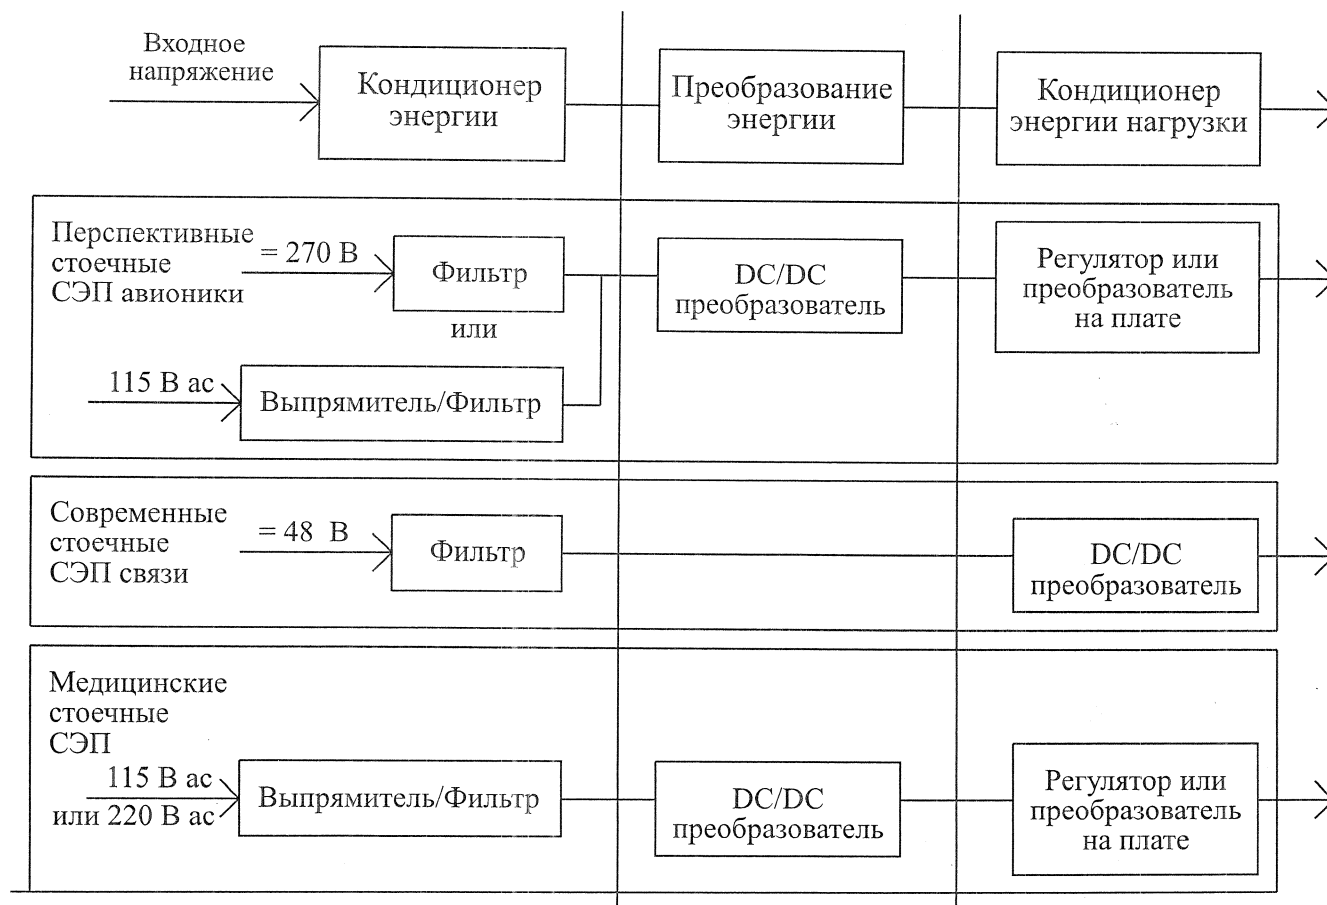 Входное
напряжение
Кондиционер
энергии
Преобразование
энергии
Кондиционер
энергии нагрузки
Перспективные
стоечные
СЭП авионики
= 270 В
Фильтр
или
115 В ас
Выпрямитель/Фильтр
DC/DC
преобразователь
Регулятор или
преобразователь
на плате
Современные
стоечные
СЭП связи
= 48 В
Фильтр
DC/DC
преобразователь
Медицинские
стоечные
СЭП
115 В ас
или 220 В ас
Выпрямитель/Фильтр
DC/DC
преобразователь
Регулятор или
преобразователь
на плате